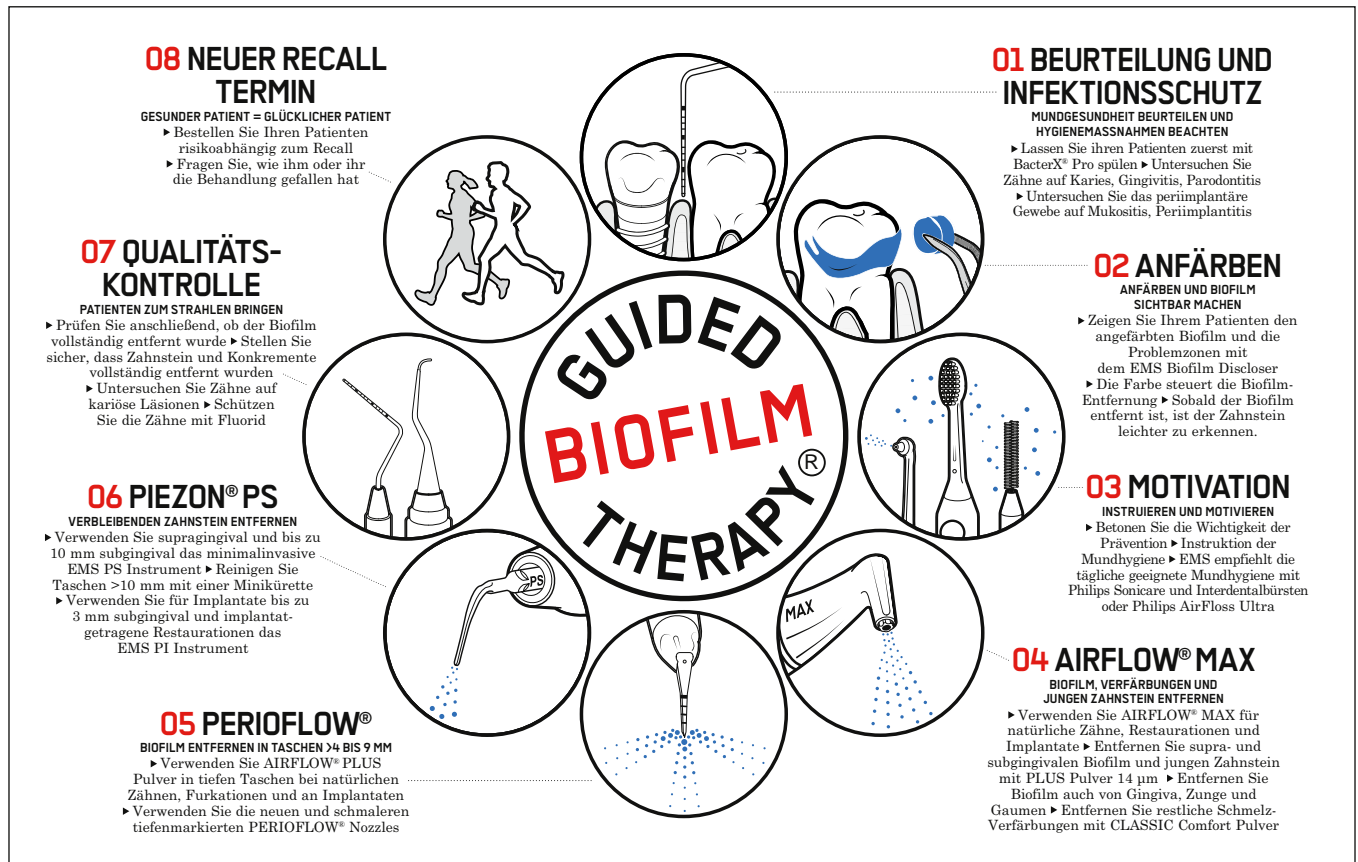 01 BEURTEILUNG UND
INFEKTIONSSCHUTZ
MUNDGESUNDHEIT BEURTEILEN UND
HYGIENEMASSNAHMEN BEACHTEN
▸ Lassen Sie ihren Patienten zuerst mit
BacterX® Pro spülen ▸ Untersuchen Sie
Zähne auf Karies, Gingivitis, Parodontitis
▸ Untersuchen Sie das periimplantäre
Gewebe auf Mukositis, Periimplantitis
02 ANFÄRBEN
ANFÄRBEN UND BIOFILM
SICHTBAR MACHEN
▸ Zeigen Sie Ihrem Patienten den
angefärbten Biofilm und die
Problemzonen mit
dem EMS Biofilm Discloser
▸ Die Farbe steuert die Biofilm-
Entfernung ▸ Sobald der Biofilm
entfernt ist, ist der Zahnstein
leichter zu erkennen.
03 MOTIVATION
INSTRUIEREN UND MOTIVIEREN
▸ Betonen Sie die Wichtigkeit der
Prävention ▸ Instruktion der
Mundhygiene ▸ EMS empfiehlt die
tägliche geeignete Mundhygiene mit
Philips Sonicare und Interdentalbürsten
oder Philips AirFloss Ultra
04 AIRFLOW® MAX
BIOFILM, VERFÄRBUNGEN UND
JUNGEN ZAHNSTEIN ENTFERNEN
▸ Verwenden Sie AIRFLOW® MAX für
natürliche Zähne, Restaurationen und
Implantate ▸ Entfernen Sie supra- und
subgingivalen Biofilm und jungen Zahnstein
mit PLUS Pulver 14 µm ▸ Entfernen Sie
Biofilm auch von Gingiva, Zunge und
Gaumen ▸ Entfernen Sie restliche Schmelz-
Verfärbungen mit CLASSIC Comfort Pulver
05 PERIOFLOW®
BIOFILM ENTFERNEN IN TASCHEN >4 BIS 9 MM
▸ Verwenden Sie AIRFLOW® PLUS
Pulver in tiefen Taschen bei natürlichen
Zähnen, Furkationen und an Implantaten
▸ Verwenden Sie die neuen und schmaleren
tiefenmarkierten PERIOFLOW® Nozzles
06 PIEZON® PS
VERBLEIBENDEN ZAHNSTEIN ENTFERNEN
▸ Verwenden Sie supragingival und bis zu
10 mm subgingival das minimalinvasive
EMS PS Instrument ▸ Reinigen Sie
Taschen >10 mm mit einer Minikürette
▸ Verwenden Sie für Implantate bis zu
3 mm subgingival und implantat-
getragene Restaurationen das
EMS PI Instrument
07 QUALITÄTS-
KONTROLLE
PATIENTEN ZUM STRAHLEN BRINGEN
▸ Prüfen Sie anschließend, ob der Biofilm
vollständig entfernt wurde ▸ Stellen Sie
sicher, dass Zahnstein und Konkremente
vollständig entfernt wurden
▸ Untersuchen Sie Zähne auf
kariöse Läsionen ▸ Schützen
Sie die Zähne mit Fluorid
08 NEUER RECALL
TERMIN
GESUNDER PATIENT = GLÜCKLICHER PATIENT
▸ Bestellen Sie Ihren Patienten
risikoabhängig zum Recall
▸ Fragen Sie, wie ihm oder ihr
die Behandlung gefallen hat
GUIDED
BIOFILM
THERAPY®
MAX
PS